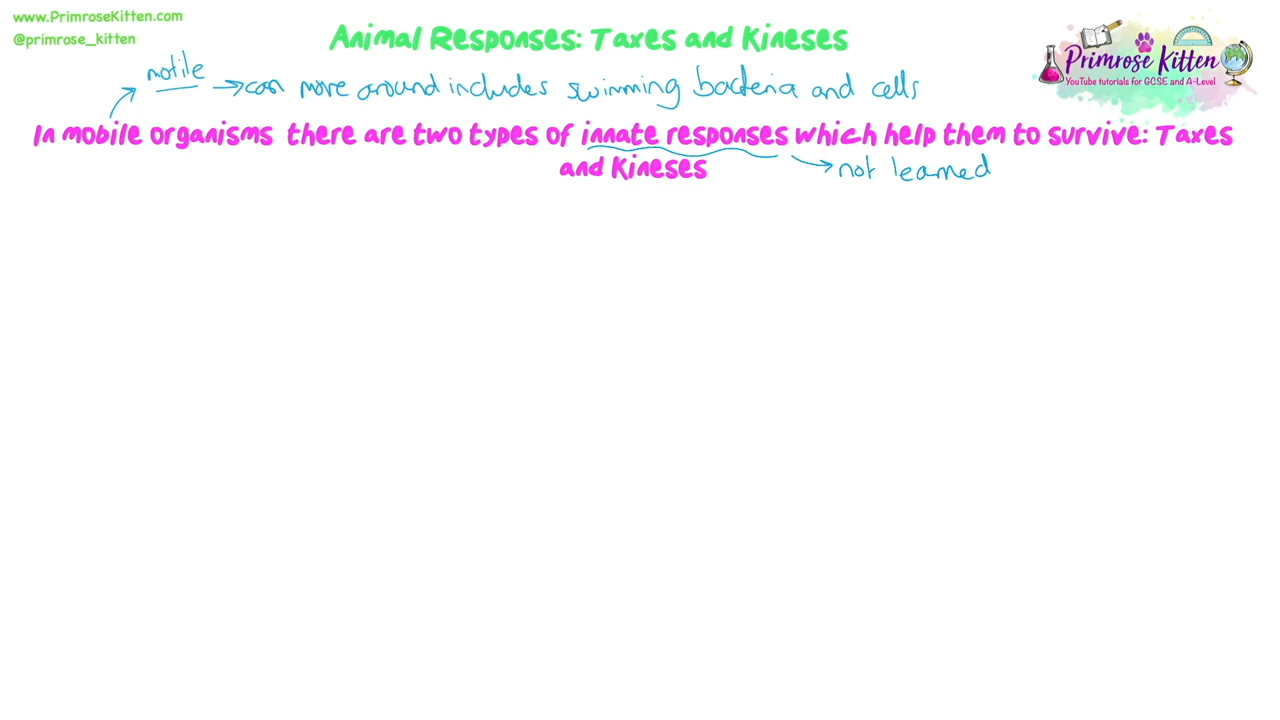 www.PrimroseKitten.com
@primrose_kitten
Animal Responses: Taxes and Kineses
Primrose Kitten
YouTube tutorials for GCSE and A-Level
motile → can move around includes swimming bacteria and cells
In mobile organisms there are two types of innate responses which help them to survive: Taxes
and Kineses
→ not learned